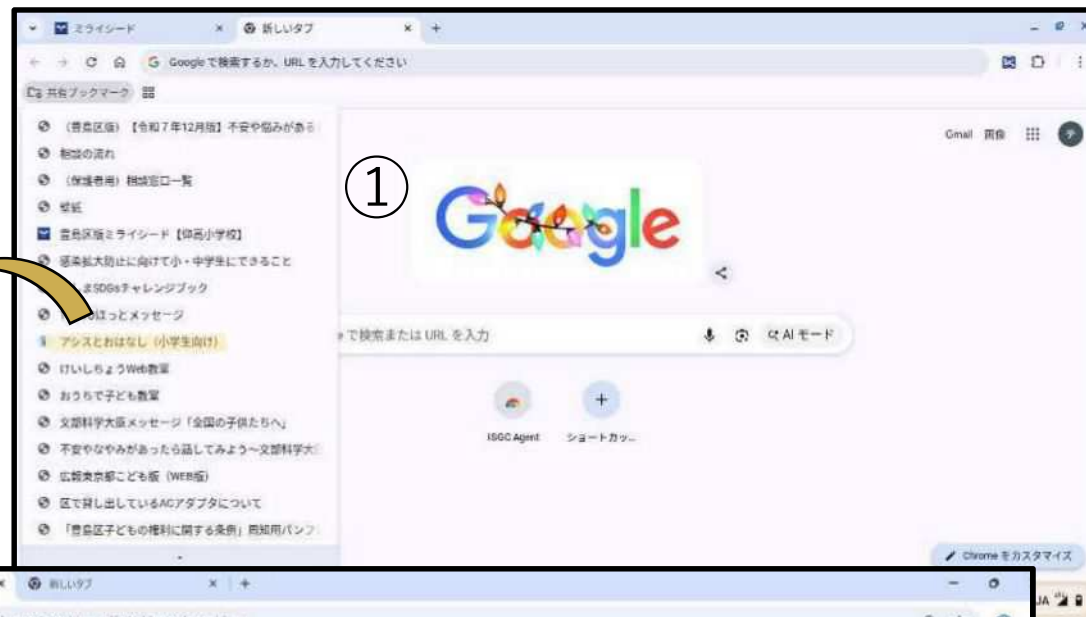 ミライシード
新しいタブ
Google で検索するか、URL を入力してください
共有ブックマーク
(豊島区版)【令和7年12月版】不安や悩みがある
Gmail 画像
相談の流れ
(保護者用)相談窓口一覧
①
壁紙
Google
豊島区版ミライシード【仰高小学校】
感染拡大防止に向けて小・中学生にできること
まSDGsチャレンジブック
ほっとメッセージ
アシスとおはなし(小学生向け)
で検索または URL を入力
AI モード
けいしちょうWeb教室
おうちで子ども教室
文部科学大臣メッセージ「全国の子供たちへ」
ISGC Agent
ショートカッ...
不安やなやみがあったら話してみよう~文部科学大
広報東京都こども版(WEB版)
区で貸し出しているACアダプタについて
「豊島区子どもの権利に関する条例」周知用パンフ
Chrome をカスタマイズ
新しいタブ
JA